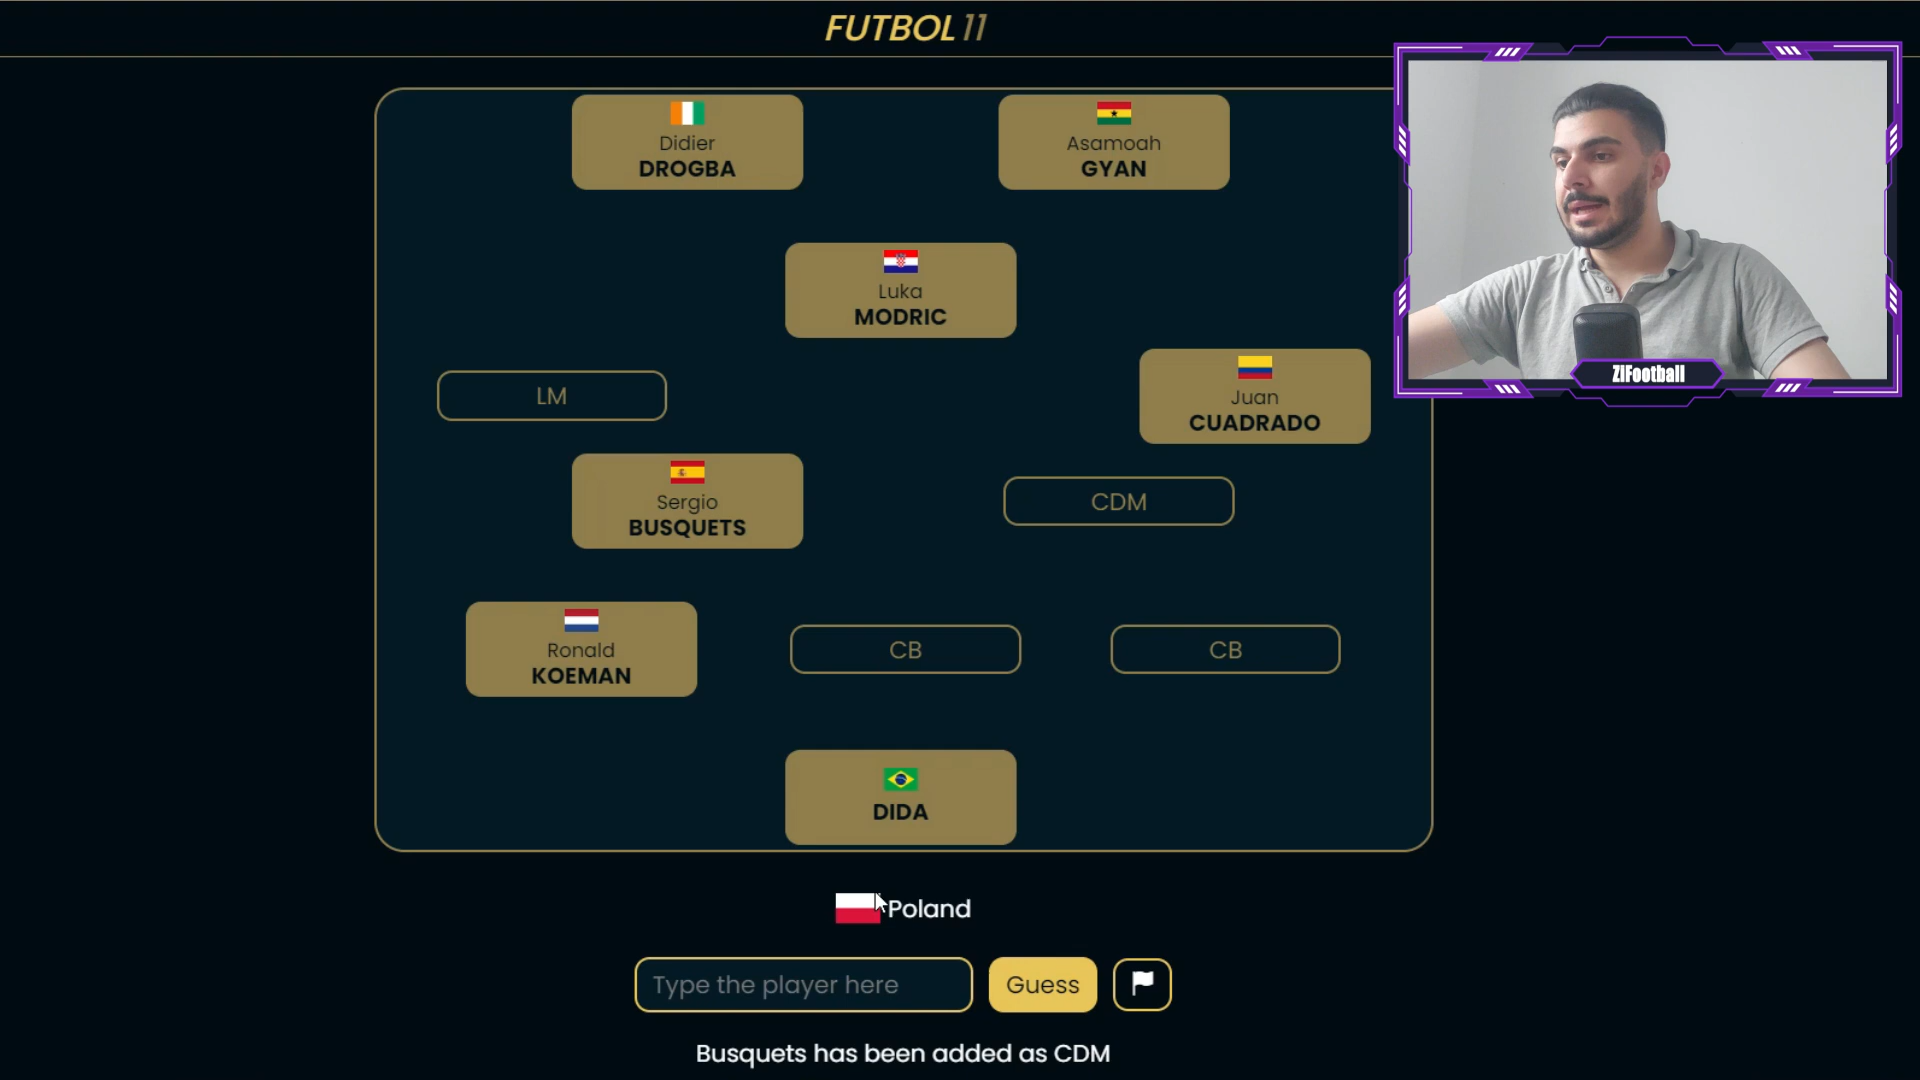 FUTBOL 11
Didier
DROGBA
Asamoah
GYAN
Luka
MODRIC
LM
Juan
CUADRADO
ZIFootball
Sergio
BUSQUETS
CDM
Ronald
KOEMAN
CB
CB
DIDA
Poland
Type the player here
Guess
Busquets has been added as CDM